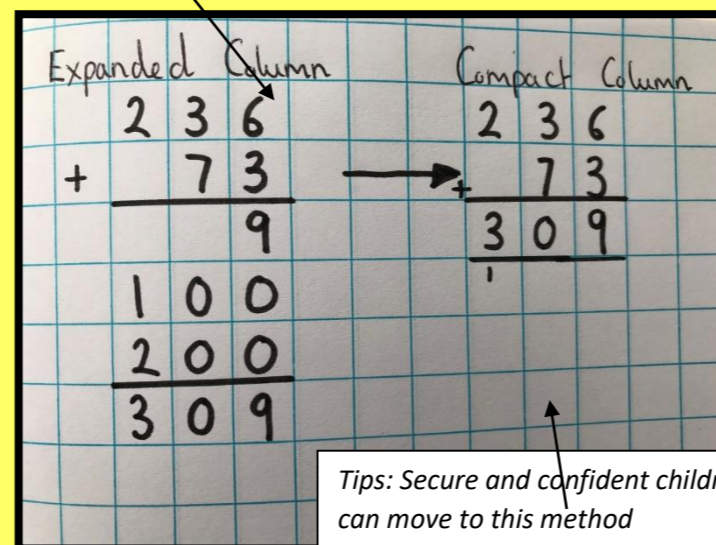 Expanded Column
2 3 6
+ 7 3
9
1 0 0
2 0 0
3 0 9
Compact Column
2 3 6
+ 7 3
3 0 9
1
Tips: Secure and confident childr
can move to this method